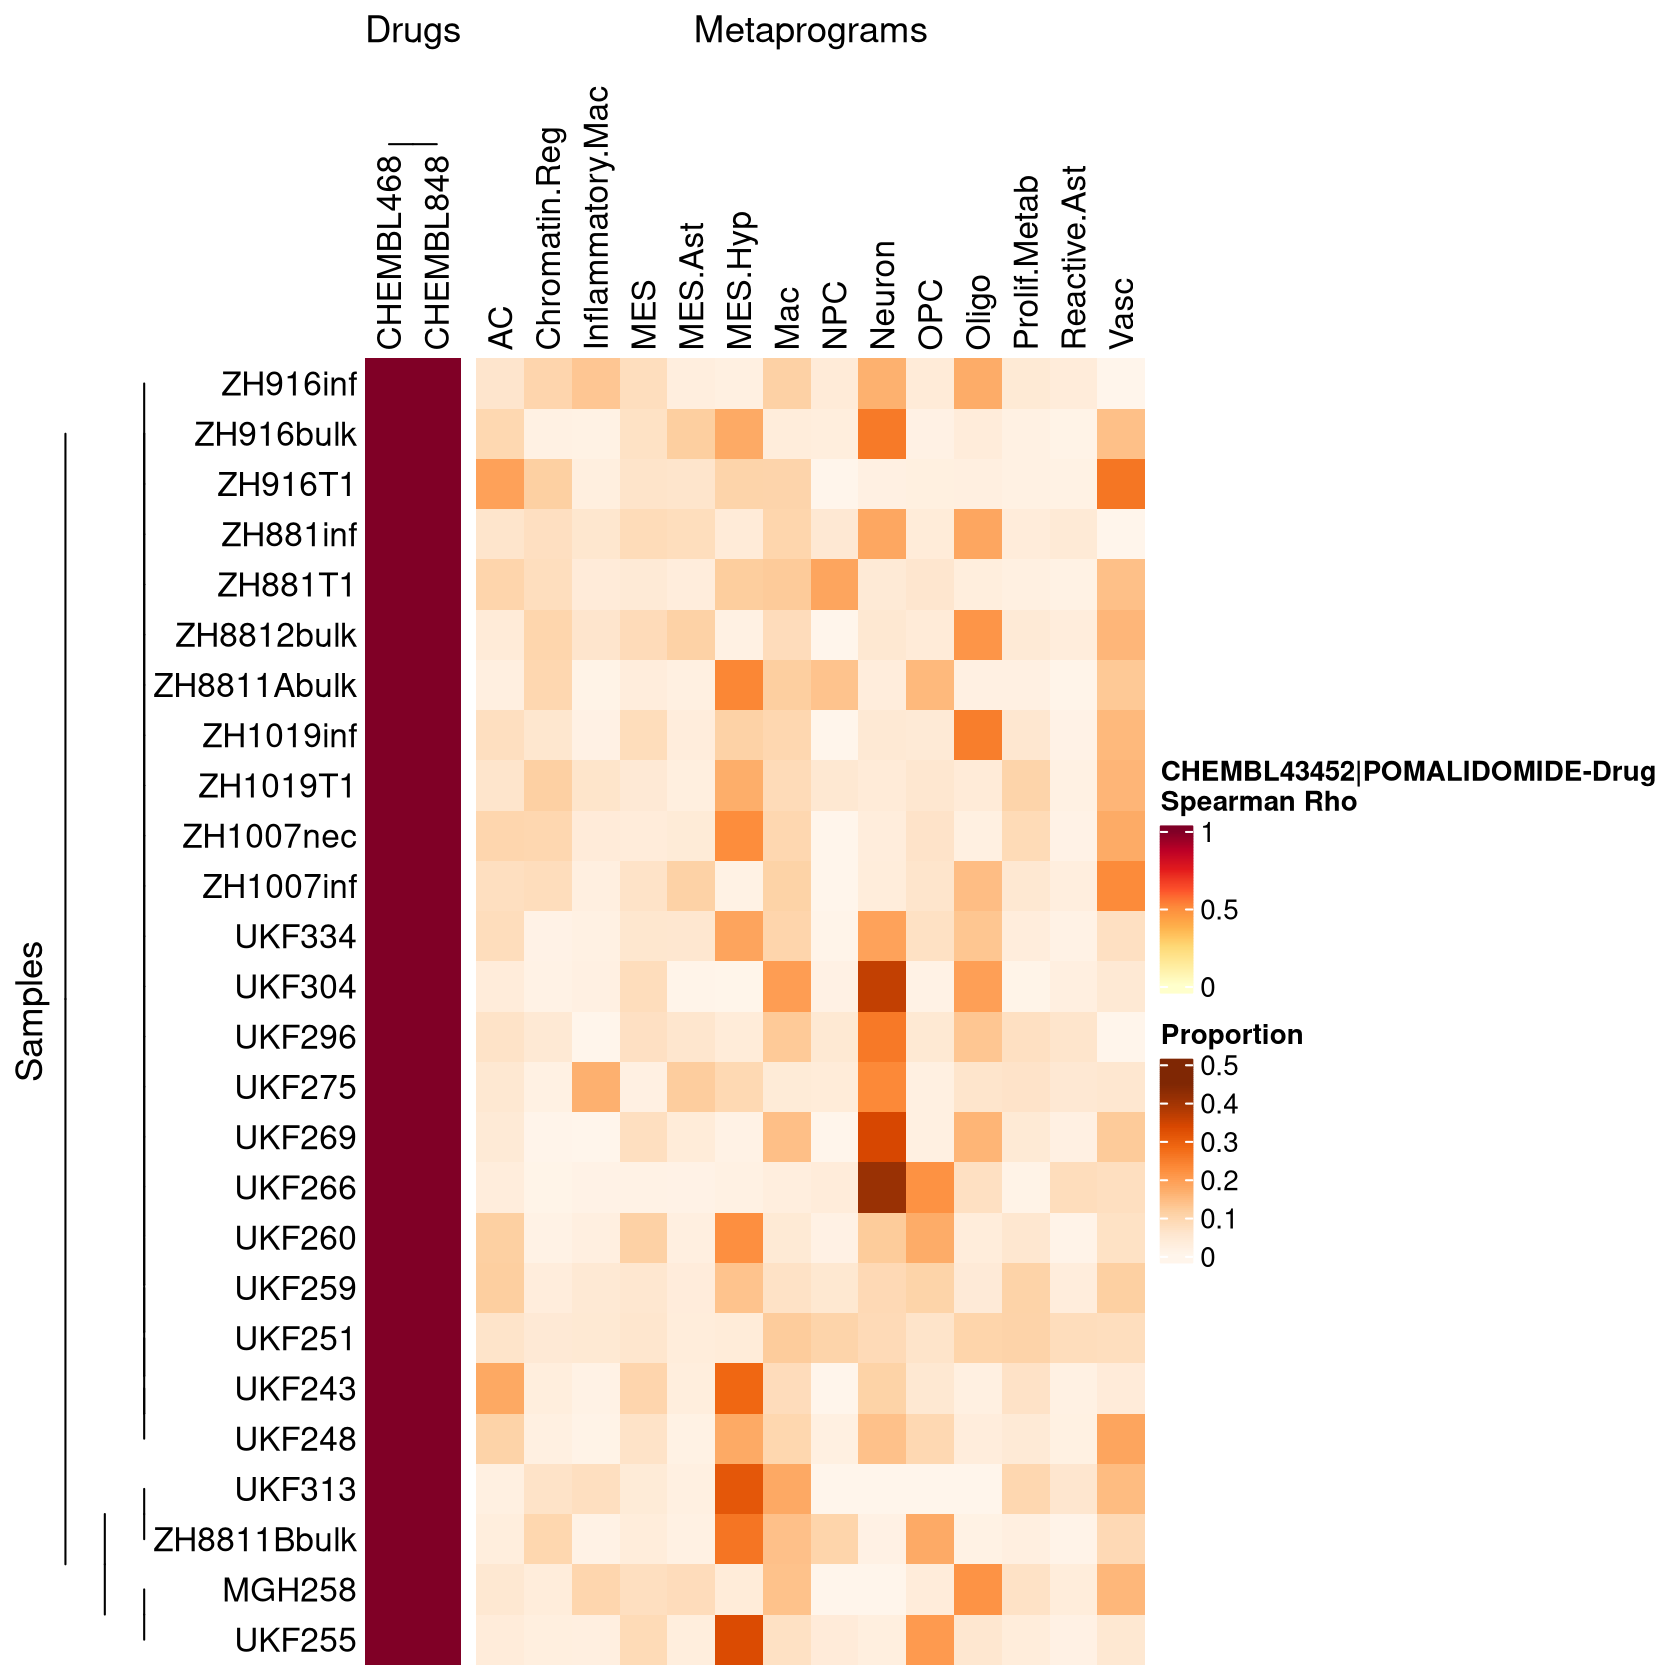 Drugs
Metaprograms
CHEMBL468
CHEMBL848
AC
Chromatin.Reg
Inflammatory.Mac
MES
MES.Ast
MES.Hyp
Mac
NPC
Neuron
OPC
Oligo
Prolif.Metab
Reactive.Ast
Vasc
Samples
ZH916inf
ZH916bulk
ZH916T1
ZH881inf
ZH881T1
ZH8812bulk
ZH8811Abulk
ZH1019inf
ZH1019T1
ZH1007nec
ZH1007inf
UKF334
UKF304
UKF296
UKF275
UKF269
UKF266
UKF260
UKF259
UKF251
UKF243
UKF248
UKF313
ZH8811Bbulk
MGH258
UKF255
CHEMBL43452|POMALIDOMIDE-Drug
Spearman Rho
1
0.5
0
Proportion
0.5
0.4
0.3
0.2
0.1
0